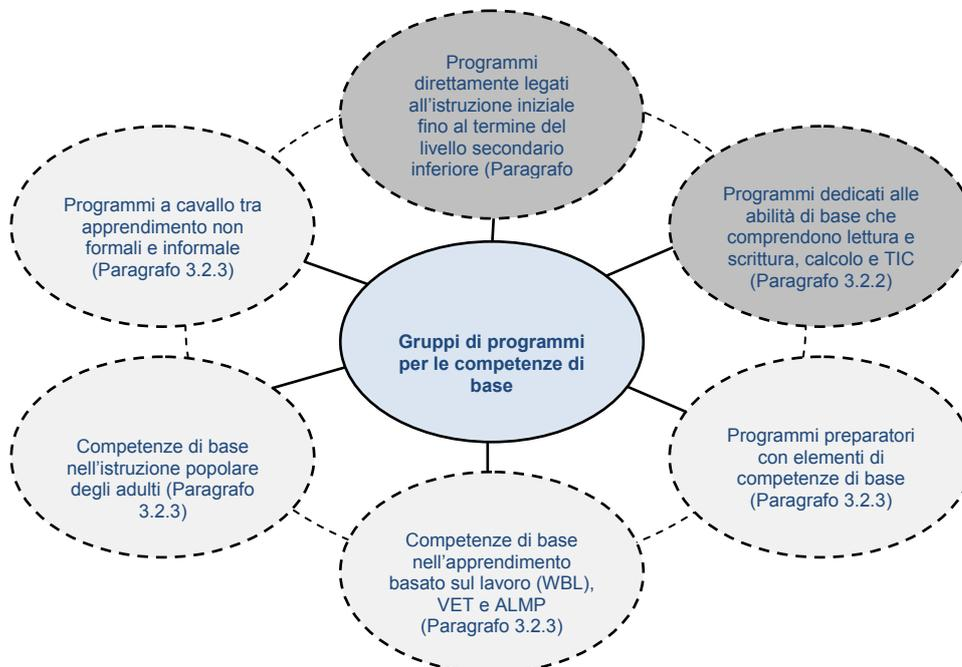 Programmi
direttamente legati
all’istruzione iniziale
fino al termine del
livello secondario
inferiore (Paragrafo
Programmi a cavallo tra
apprendimento non
formali e informale
(Paragrafo 3.2.3)
Programmi dedicati alle
abilità di base che
comprendono lettura e
scrittura, calcolo e TIC
(Paragrafo 3.2.2)
Gruppi di programmi
per le competenze di
base
Competenze di base
nell’istruzione popolare
degli adulti (Paragrafo
3.2.3)
Programmi preparatori
con elementi di
competenze di base
(Paragrafo 3.2.3)
Competenze di base
nell’apprendimento
basato sul lavoro (WBL),
VET e ALMP
(Paragrafo 3.2.3)